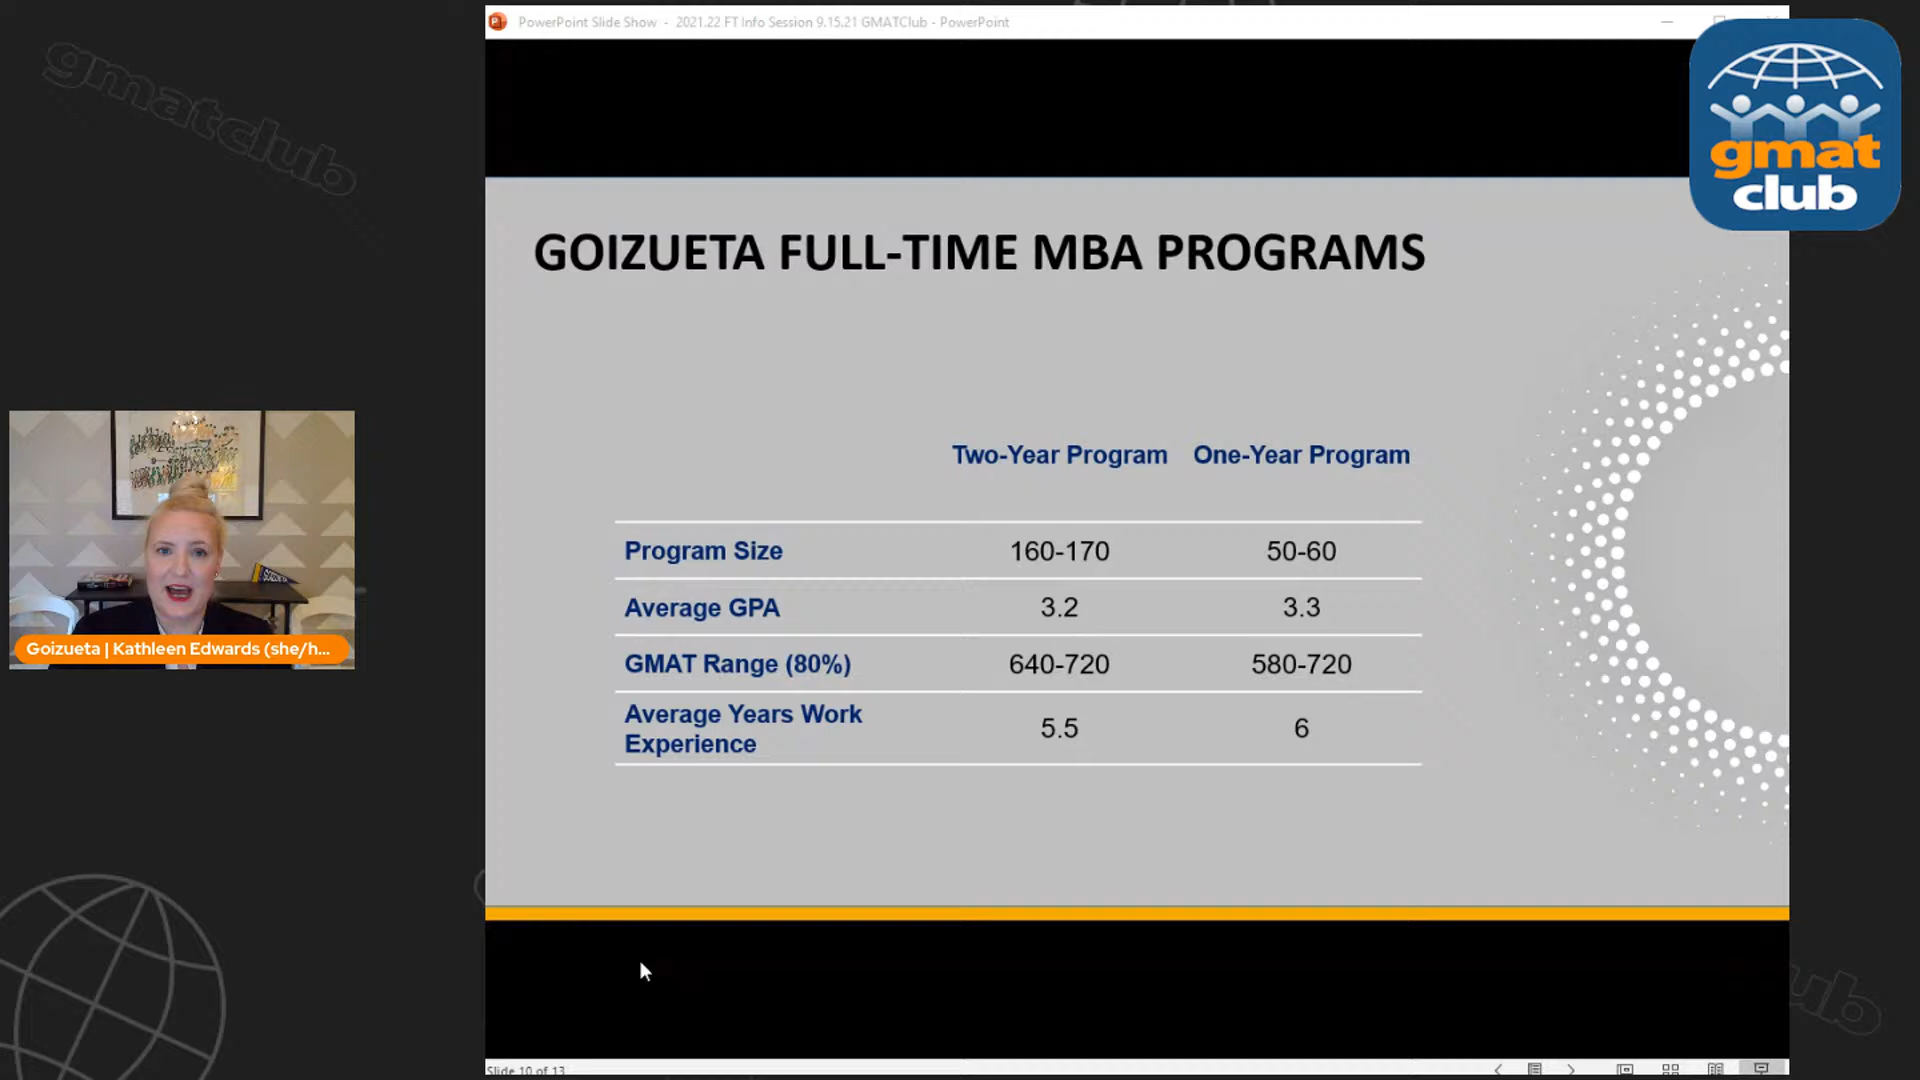 PowerPoint Slide Show - 2021.22 FT Info Session 9.15.21 GMATClub - PowerPoint
gmatclub
gmat
club
GOIZUETA FULL-TIME MBA PROGRAMS
Two-Year Program One-Year Program
Program Size 160-170 50-60
Average GPA 3.2 3.3
GMAT Range (80%) 640-720 580-720
Average Years Work
Experience 5.5 6
Goizueta | Kathleen Edwards (she/h...
Slide 10 of 13